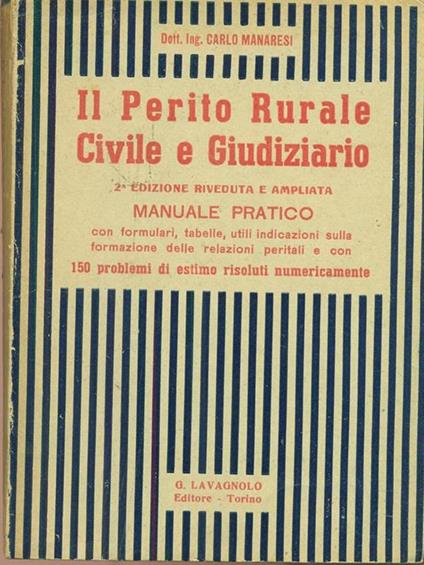 Dott. Ing. CARLO MANARESI
Il Perito Rurale
Civile e Giudiziario
2ª EDIZIONE RIVEDUTA E AMPLIATA
MANUALE PRATICO
con formulari, tabelle, utili indicazioni sulla
formazione delle relazioni peritali e con
150 problemi di estimo risoluti numericamente
G. LAVAGNOLO
Editore - Torino